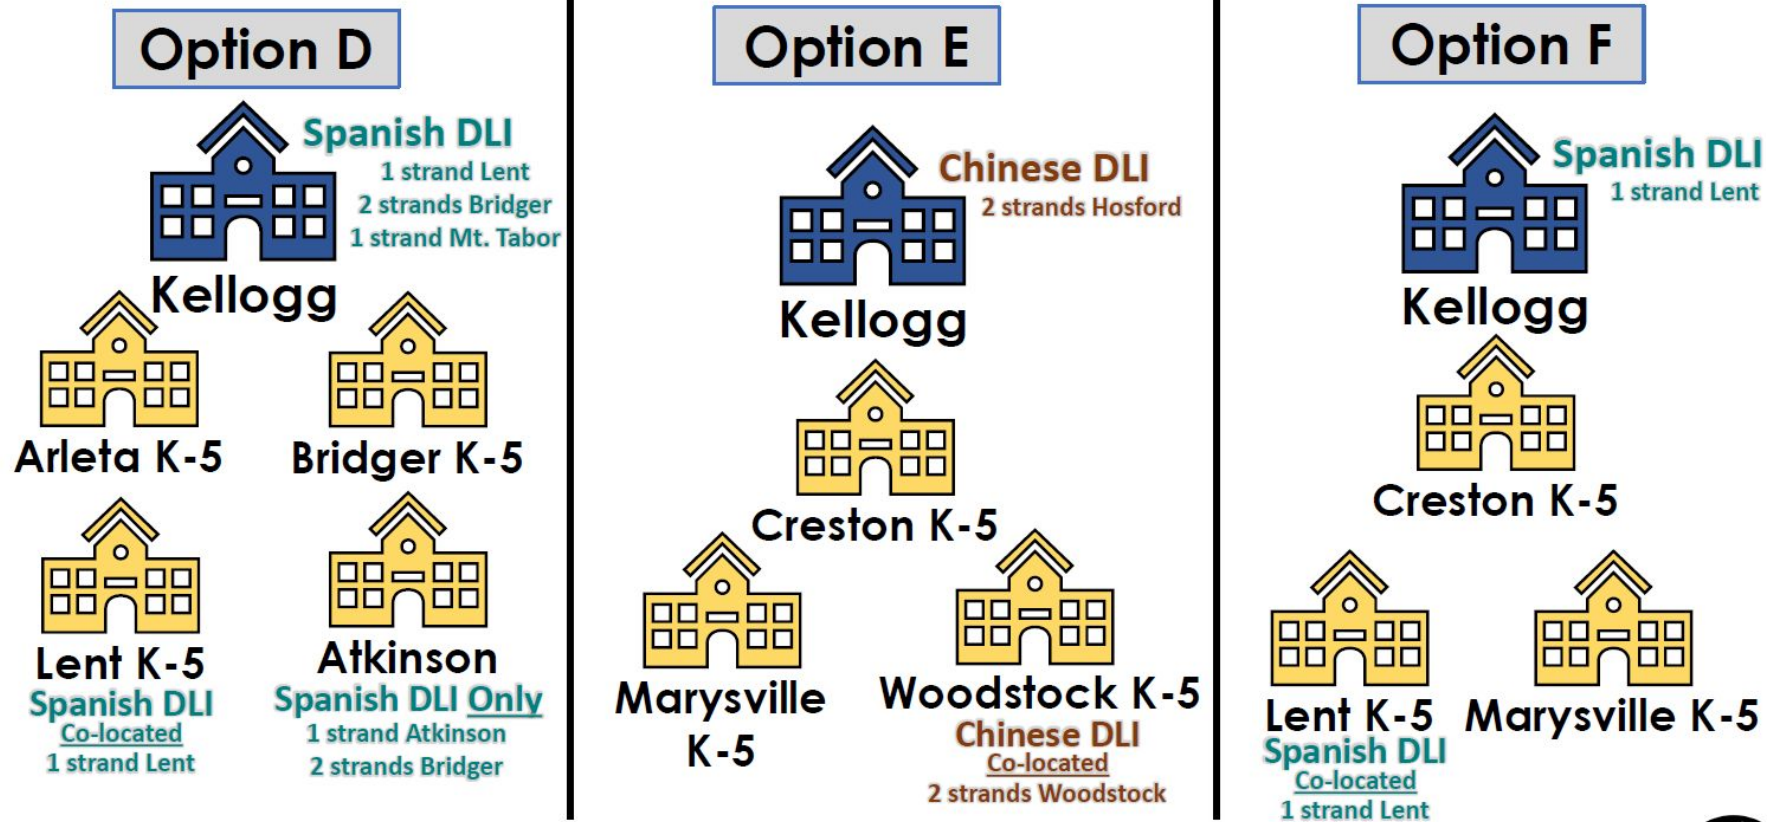 Option D
Spanish DLI
1 strand Lent
2 strands Bridger
1 strand Mt. Tabor
Kellogg
Arleta K-5
Bridger K-5
Lent K-5
Spanish DLI
Co-located
1 strand Lent
Atkinson
Spanish DLI Only
1 strand Atkinson
2 strands Bridger
Option E
Chinese DLI
2 strands Hosford
Kellogg
Creston K-5
Marysville
K-5
Woodstock K-5
Chinese DLI
Co-located
2 strands Woodstock
Option F
Spanish DLI
1 strand Lent
Kellogg
Creston K-5
Lent K-5
Spanish DLI
Co-located
1 strand Lent
Marysville K-5